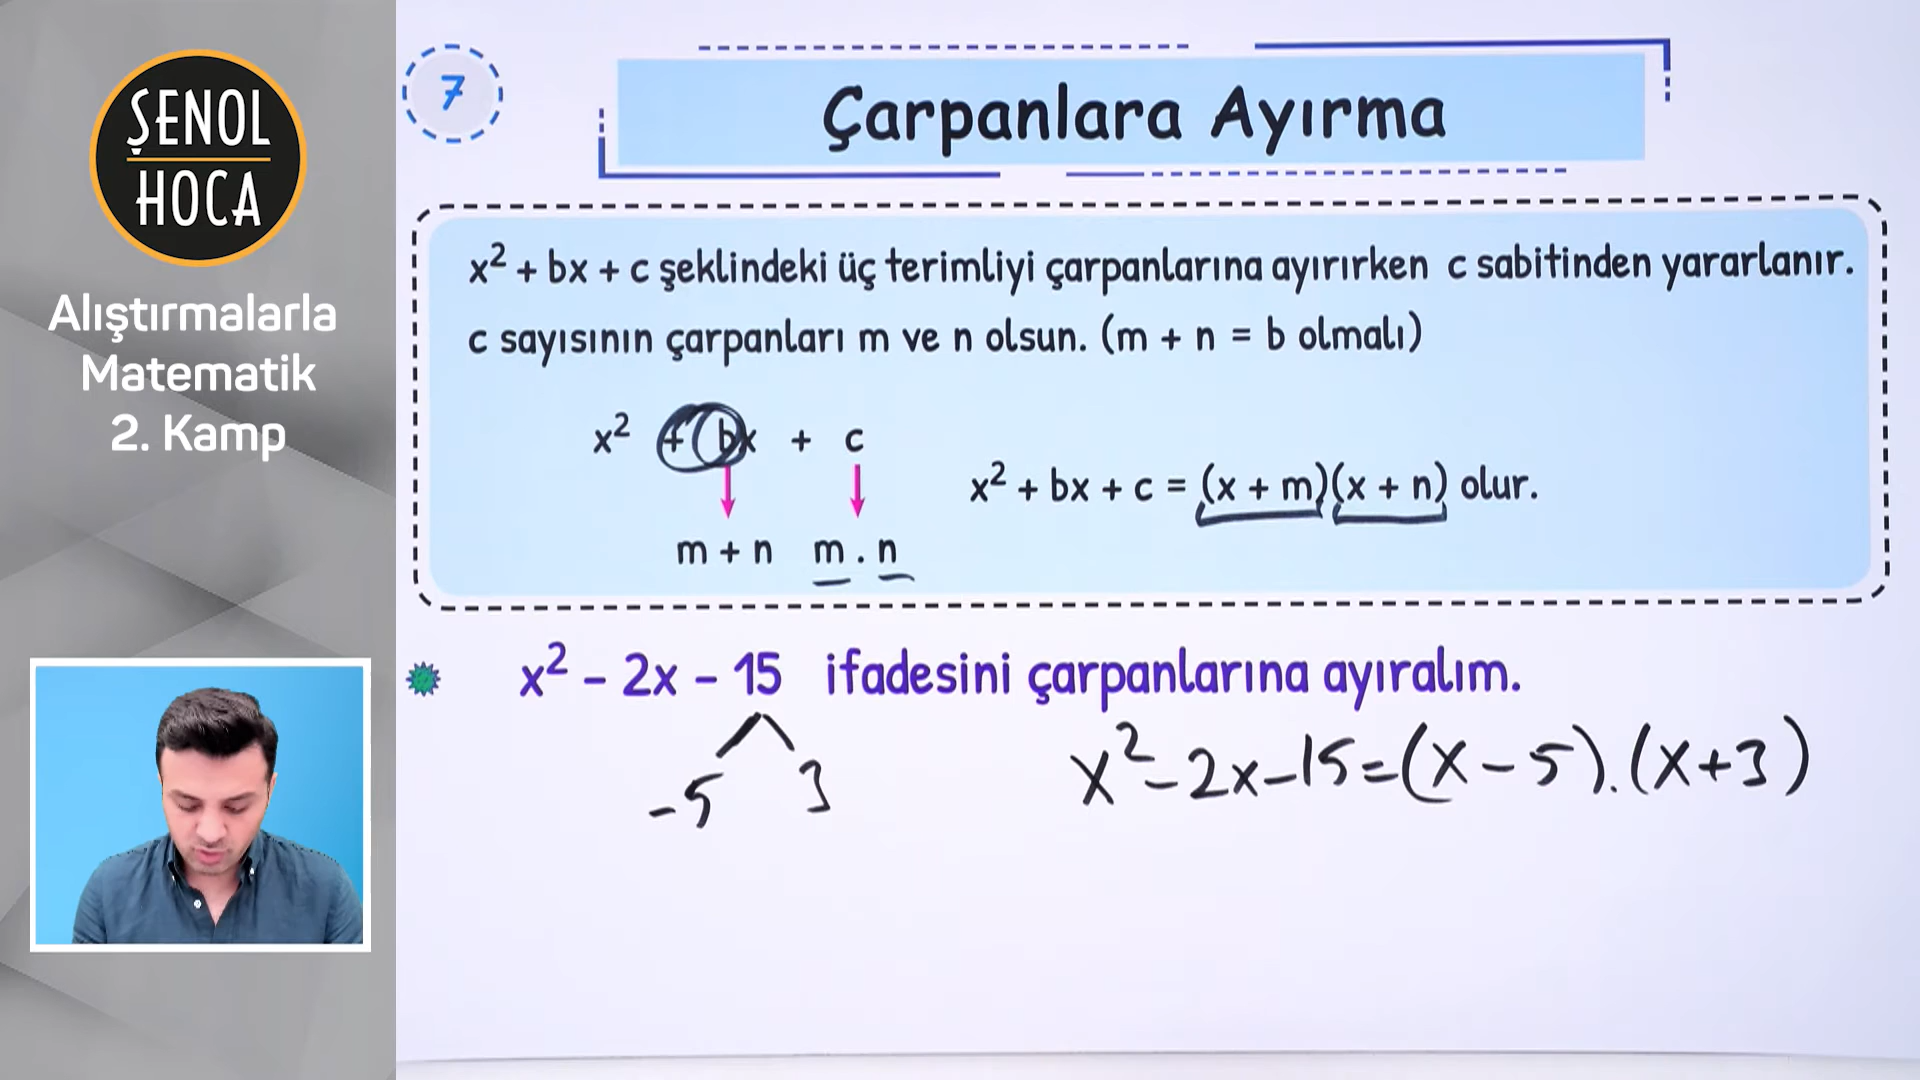 ŞENOL
HOCA
Alıştırmalarla
Matematik
2. Kamp
7
Çarpanlara Ayırma
x² + bx + c şeklindeki üç terimliyi çarpanlarına ayırırken c sabitinden yararlanır.
c sayısının çarpanları m ve n olsun. (m + n = b olmalı)
x² + bx + c
m + n m . n
x² + bx + c = (x + m)(x + n) olur.
x² - 2x - 15 ifadesini çarpanlarına ayıralım.
-5 3
x²-2x-15=(x-5).(x+3)